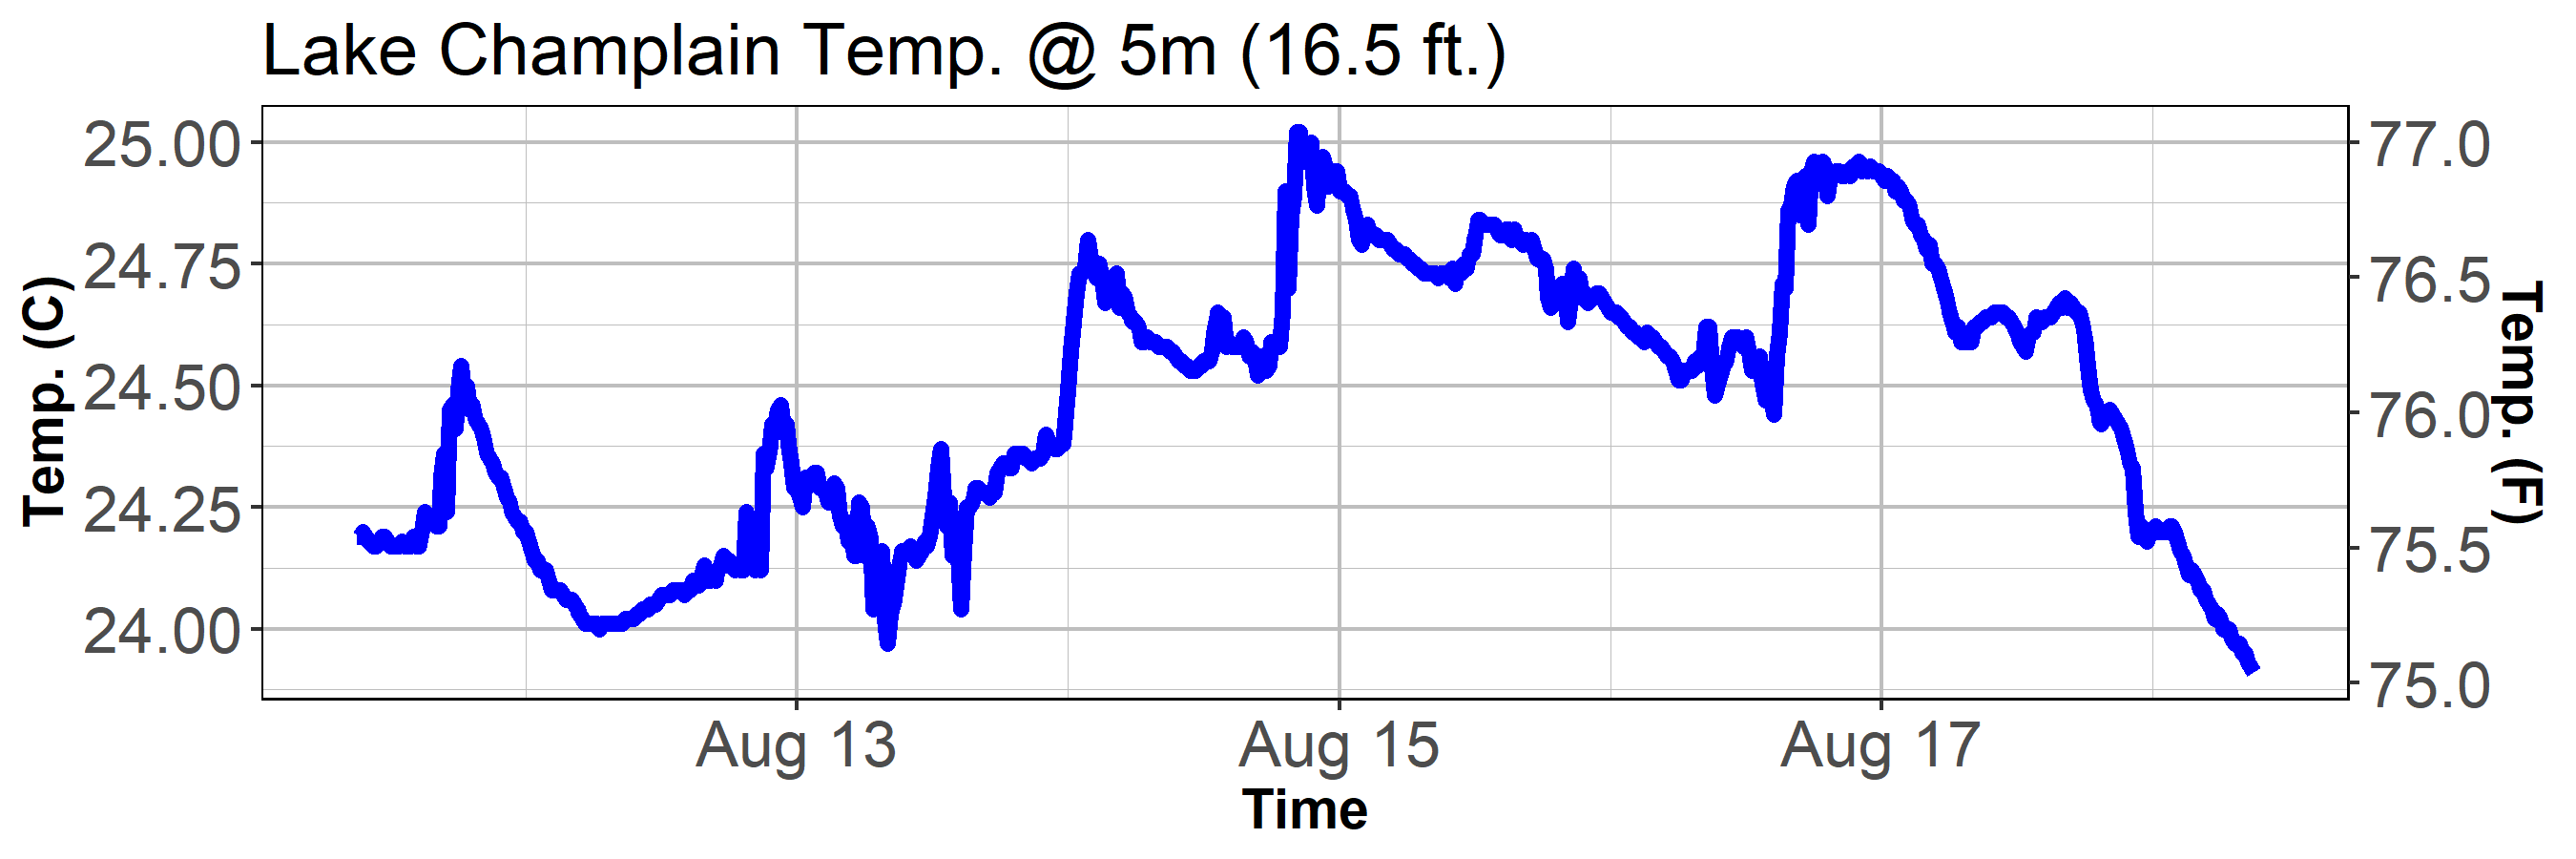 Lake Champlain Temp. @ 5m (16.5 ft.)
Temp. (C)
25.00
24.75
24.50
24.25
24.00
77.0
76.5
76.0
75.5
75.0
Temp. (F)
Aug 13 Aug 15 Aug 17
Time